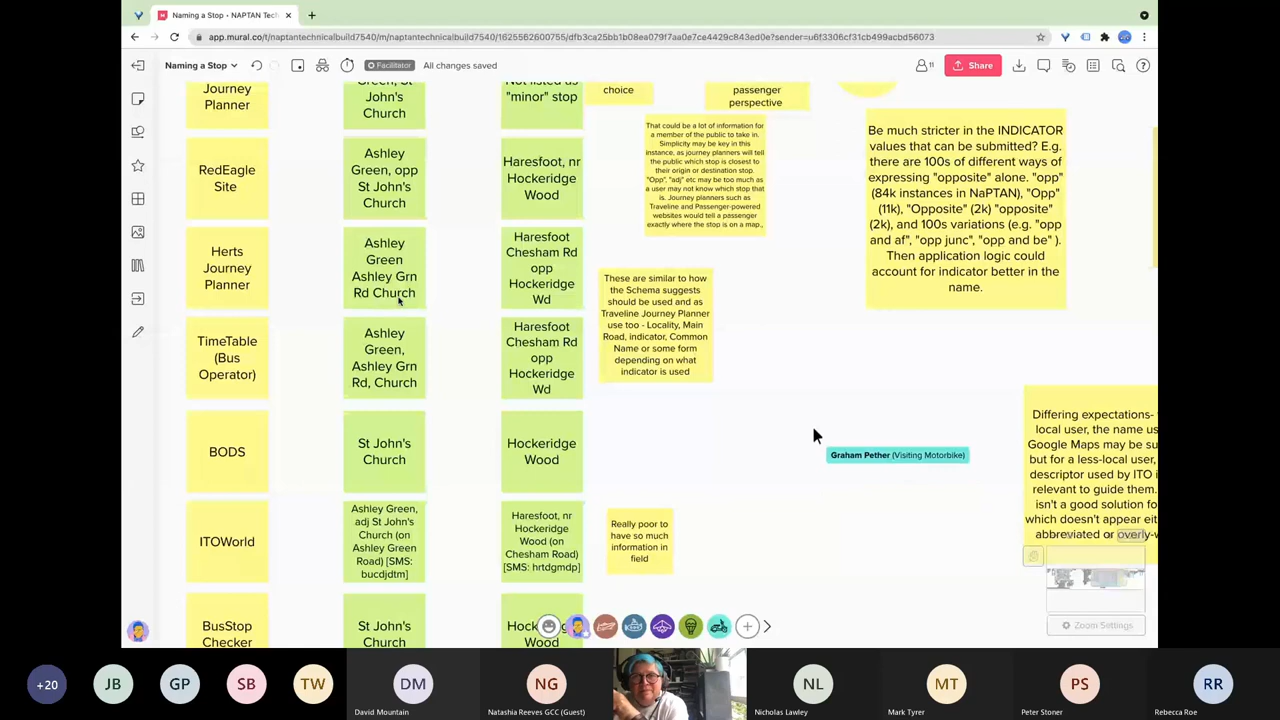 Naming a Stop • NAPTAN Tech
app.mural.co/t/naptantechnicalbuild7540/m/naptantechnicalbuild7540/1625562600755/dfb3ca25bb1b08ea079f7aa0e7ce4429c843ed0e?sender=u6f3306cf31cb499acbd56073
Naming a Stop
Facilitator
All changes saved
11
Share
Journey
Planner
Green, St
John's
Church
Not listed as
"minor" stop
choice
passenger
perspective
RedEagle
Site
Ashley
Green, opp
St John's
Church
Haresfoot, nr
Hockeridge
Wood
That could be a lot of information for
a member of the public to take in.
Simplicity may be key in this
instance, as journey planners will tell
the public which stop is closest to
their origin or destination stop.
"Opp", "adj" etc may be too much as
a user may not know which stop that
is. Journey planners such as
Traveline and Passenger-powered
websites would tell a passenger
exactly where the stop is on a map.,
Be much stricter in the INDICATOR
values that can be submitted? E.g.
there are 100s of different ways of
expressing "opposite" alone. "opp"
(84k instances in NaPTAN), "Opp"
(11k), "Opposite" (2k) "opposite"
(2k), and 100s variations (e.g. "opp
and af", "opp junc", "opp and be" ).
Then application logic could
account for indicator better in the
name.
Herts
Journey
Planner
Ashley
Green
Ashley Grn
Rd Church
Haresfoot
Chesham Rd
opp
Hockeridge
Wd
These are similar to how
the Schema suggests
should be used and as
Traveline Journey Planner
use too - Locality, Main
Road, indicator, Common
Name or some form
depending on what
indicator is used
TimeTable
(Bus
Operator)
Ashley
Green,
Ashley Grn
Rd, Church
Haresfoot
Chesham Rd
opp
Hockeridge
Wd
BODS
St John's
Church
Hockeridge
Wood
Graham Pether (Visiting Motorbike)
Differing expectations-
local user, the name us
Google Maps may be su
but for a less-local user,
descriptor used by ITO i
relevant to guide them.
isn't a good solution fo
which doesn't appear eit
abbreviated or overly-w
ITOWorld
Ashley Green,
adj St John's
Church (on
Ashley Green
Road) [SMS:
bucdjdtm]
Haresfoot, nr
Hockeridge
Wood (on
Chesham Road)
[SMS: hrtdgmdp]
Really poor to
have so much
information in
field
BusStop
Checker
St John's
Church
Hock
Wood
Zoom Settings
+20
JB
GP
SB
TW
DM
David Mountain
NG
Natashia Reeves GCC (Guest)
NL
Nicholas Lawley
MT
Mark Tyrer
PS
Peter Stoner
RR
Rebecca Roe